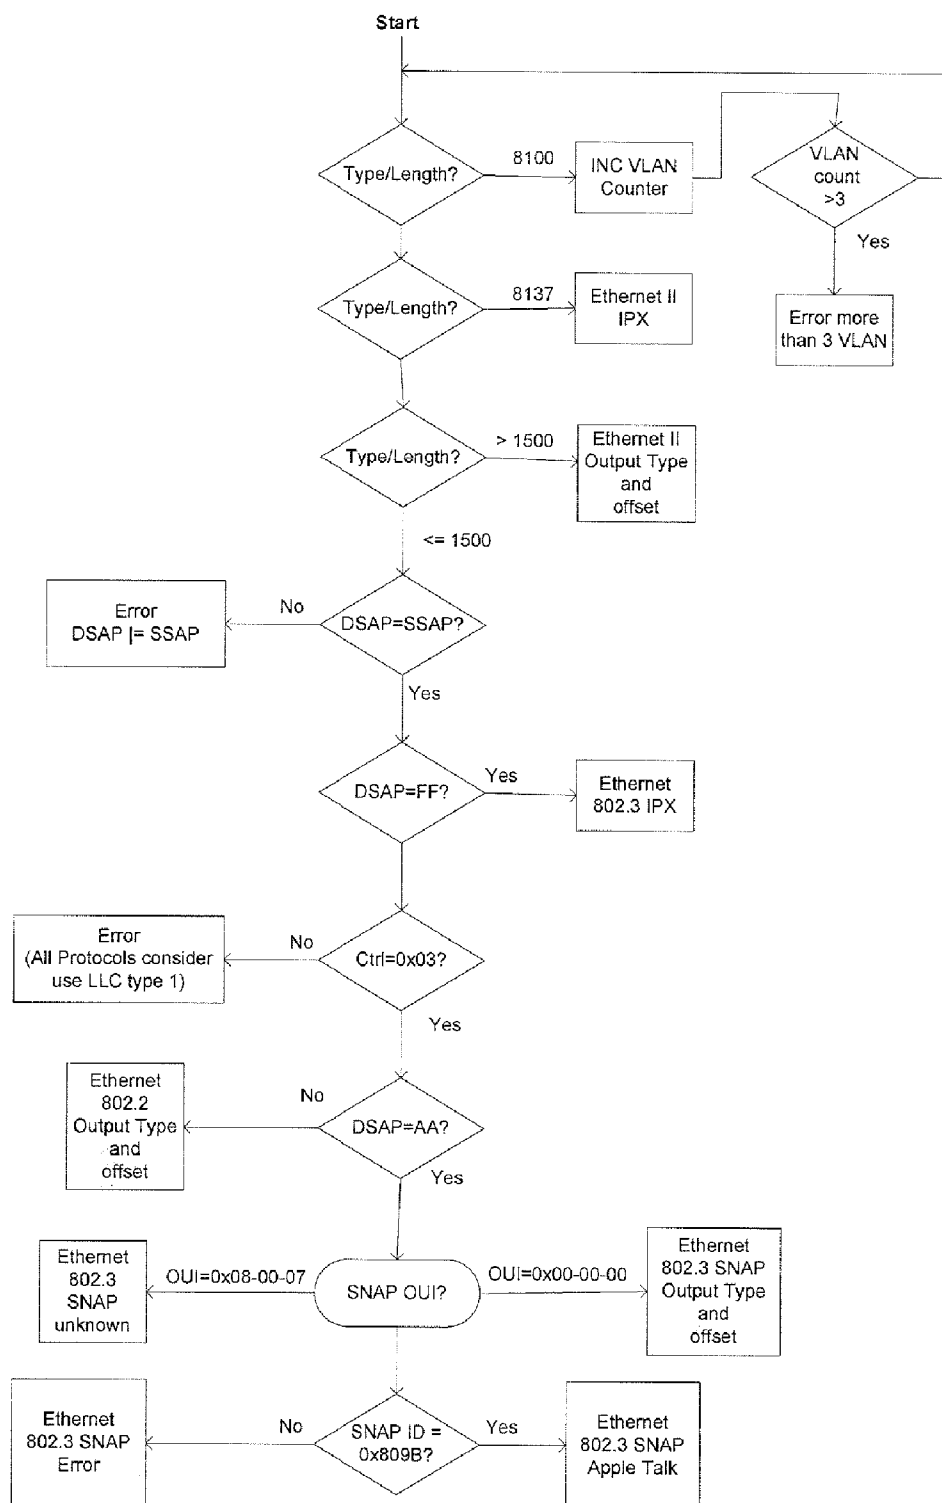 Start
Type/Length?
8100
INC VLAN
Counter
VLAN
count
>3
Yes
Type/Length?
8137
Ethernet II
IPX
Error more
than 3 VLAN
Type/Length?
> 1500
Ethernet II
Output Type
and
offset
<= 1500
Error
DSAP |= SSAP
No
DSAP=SSAP?
Yes
DSAP=FF?
Yes
Ethernet
802.3 IPX
Error
(All Protocols consider
use LLC type 1)
No
Ctrl=0x03?
Yes
Ethernet
802.2
Output Type
and
offset
No
DSAP=AA?
Yes
Ethernet
802.3
SNAP
unknown
OUI=0x08-00-07
SNAP OUI?
OUI=0x00-00-00
Ethernet
802.3 SNAP
Output Type
and
offset
Ethernet
802.3 SNAP
Error
No
SNAP ID =
0x809B?
Yes
Ethernet
802.3 SNAP
Apple Talk